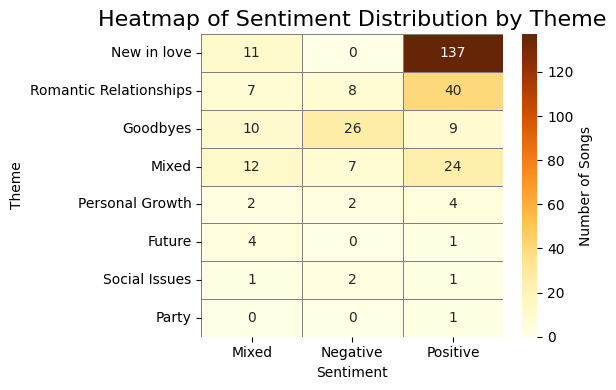 Heatmap of Sentiment Distribution by Theme
New in love 11 0 137
Romantic Relationships 7 8 40
Goodbyes 10 26 9
Mixed 12 7 24
Personal Growth 2 2 4
Future 4 0 1
Social Issues 1 2 1
Party 0 0 1
Mixed Negative Positive
Sentiment
Theme
120
100
80
60
40
20
0
Number of Songs